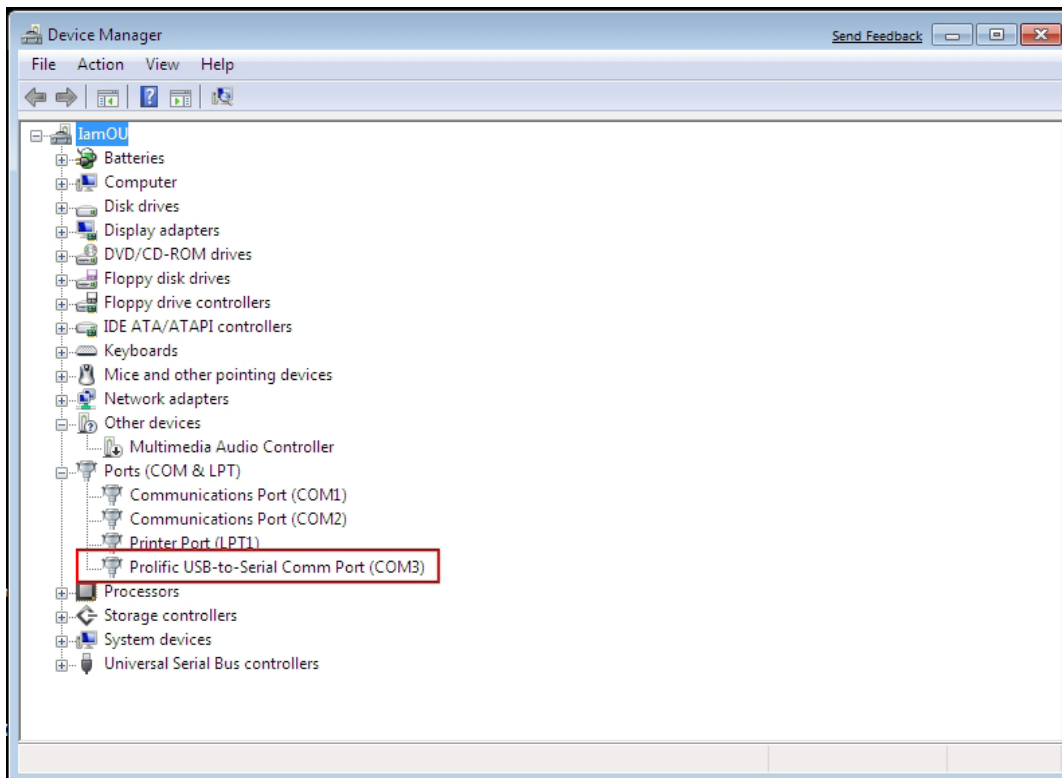 Device Manager
Send Feedback
File Action View Help
IamOU
Batteries
Computer
Disk drives
Display adapters
DVD/CD-ROM drives
Floppy disk drives
Floppy drive controllers
IDE ATA/ATAPI controllers
Keyboards
Mice and other pointing devices
Network adapters
Other devices
Multimedia Audio Controller
Ports (COM & LPT)
Communications Port (COM1)
Communications Port (COM2)
Printer Port (LPT1)
Prolific USB-to-Serial Comm Port (COM3)
Processors
Storage controllers
System devices
Universal Serial Bus controllers